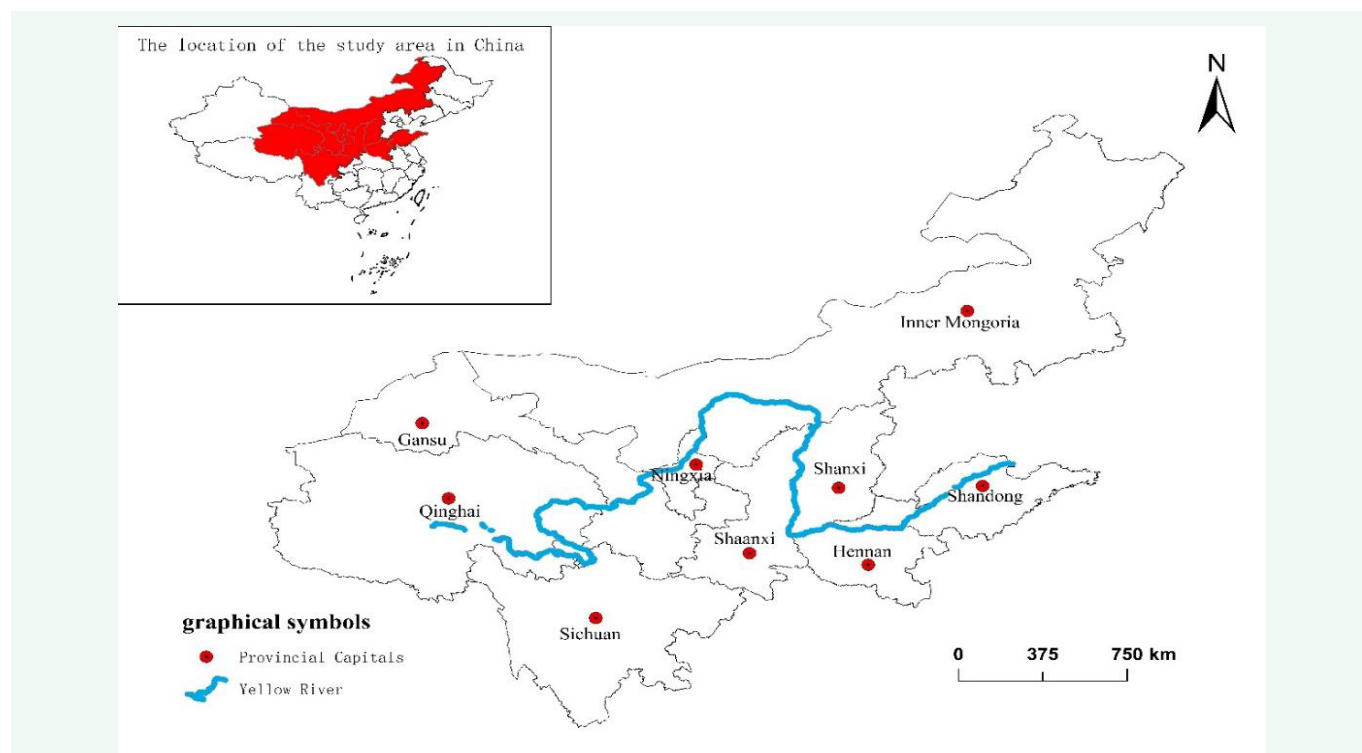 The location of the study area in China
N
Inner Mongoria
Gansu
Ningxia
Shanxi
Qinghai
Shandong
Shaanxi
Hennan
Sichuan
graphical symbols
Provincial Capitals
Yellow River
0 375 750 km